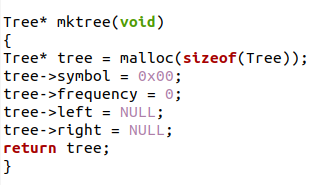 Tree* mktree(void)
{
Tree* tree = malloc(sizeof(Tree));
tree->symbol = 0x00;
tree->frequency = 0;
tree->left = NULL;
tree->right = NULL;
return tree;
}